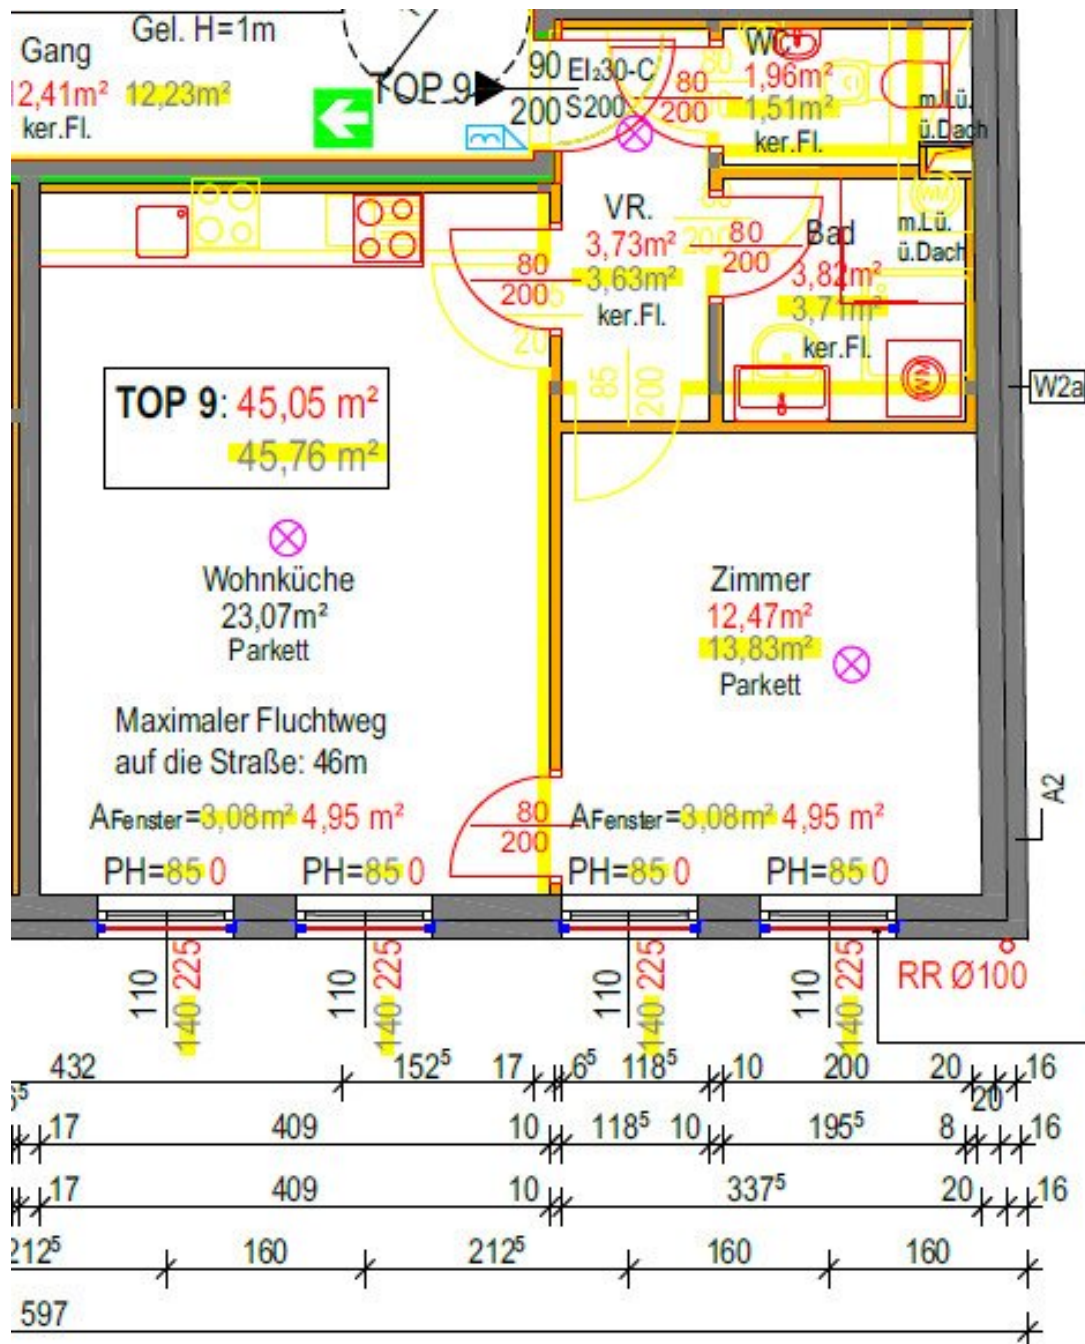 Gel. H=1m
Gang
12,41m² 12,23m²
ker.Fl.
TOP 9
90 EI₂30-C
200 S200
80
200
WC
1,96m²
1,51m²
ker.Fl.
m.Lü.
ü.Dach
VR.
3,73m²
3,63m²
ker.Fl.
80
200
80
200
Bad
3,82m²
3,71m²
ker.Fl.
m.Lü.
ü.Dach
WM
WM
85
200
W2a
TOP 9: 45,05 m²
45,76 m²
Wohnküche
23,07m²
Parkett
Zimmer
12,47m²
13,83m²
Parkett
Maximaler Fluchtweg
auf die Straße: 46m
A2
AFenster=3,08m² 4,95 m²
80
200
AFenster=3,08m² 4,95 m²
PH=85 0
PH=85 0
PH=85 0
PH=85 0
110
140 225
110
140 225
110
140 225
110
140 225
RR Ø100
432 152⁵ 17 6⁵ 118⁵ 10 200 20 16
17 409 10 118⁵ 10 195⁵ 8 20 16
17 409 10 337⁵ 20 16
212⁵ 160 212⁵ 160 160
597